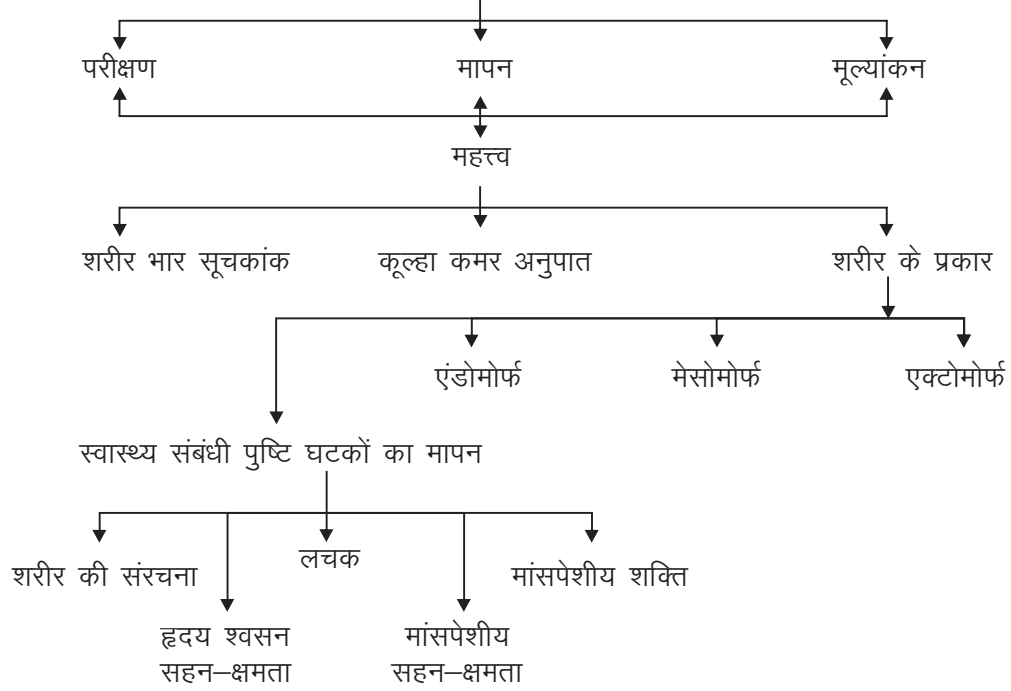 परीक्षण
मापन
मूल्यांकन
महत्त्व
शरीर भार सूचकांक
कूल्हा कमर अनुपात
शरीर के प्रकार
एंडोमोर्फ
मेसोमोर्फ
एक्टोमोर्फ
स्वास्थ्य संबंधी पुष्टि घटकों का मापन
शरीर की संरचना
लचक
मांसपेशीय शक्ति
हृदय श्वसन
सहन–क्षमता
मांसपेशीय
सहन–क्षमता